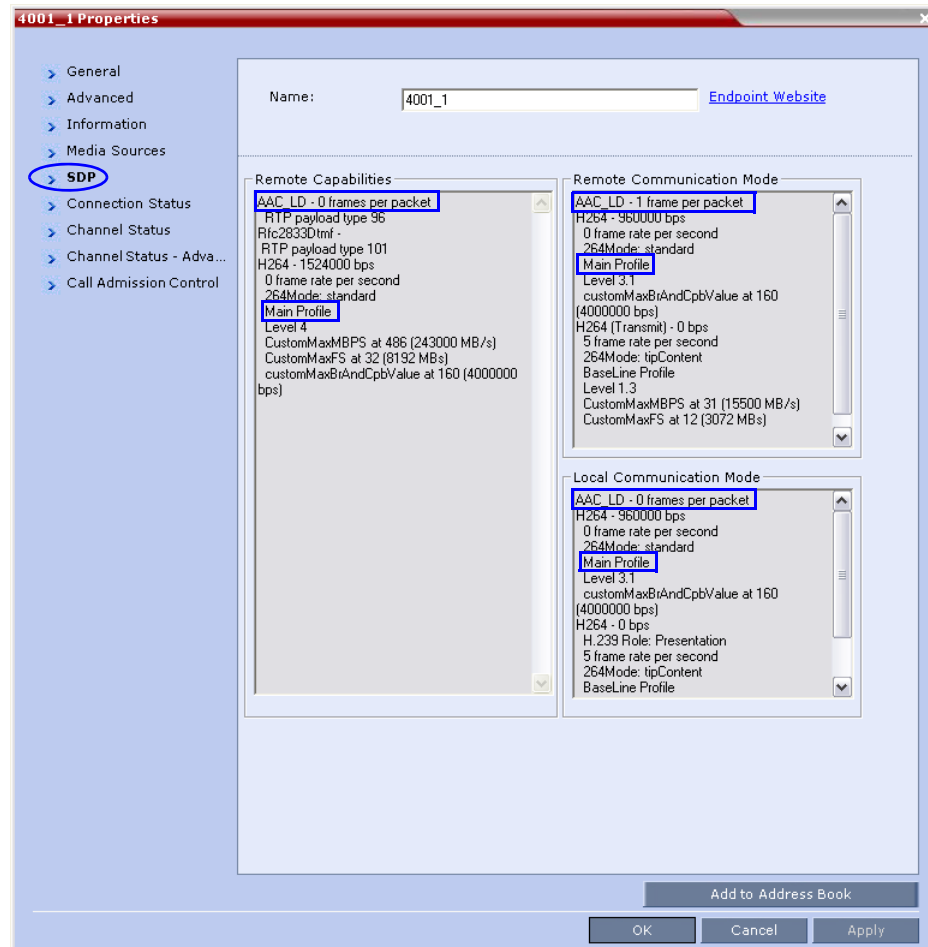 4001_1 Properties
General
Advanced
Information
Media Sources
SDP
Connection Status
Channel Status
Channel Status - Adva...
Call Admission Control
Name:
4001_1
Endpoint Website
Remote Capabilities
AAC_LD - 0 frames per packet
RTP payload type 96
Rfc2833Dtmf -
RTP payload type 101
H264 - 1524000 bps
0 frame rate per second
264Mode: standard
Main Profile
Level 4
CustomMaxMBPS at 486 (243000 MB/s)
CustomMaxFS at 32 (8192 MBs)
customMaxBrAndCpbValue at 160 (4000000
bps)
Remote Communication Mode
AAC_LD - 1 frame per packet
H264 - 960000 bps
0 frame rate per second
264Mode: standard
Main Profile
Level 3.1
customMaxBrAndCpbValue at 160
(4000000 bps)
H264 (Transmit) - 0 bps
5 frame rate per second
264Mode: tipContent
BaseLine Profile
Level 1.3
CustomMaxMBPS at 31 (15500 MB/s)
CustomMaxFS at 12 (3072 MBs)
Local Communication Mode
AAC_LD - 0 frames per packet
H264 - 960000 bps
0 frame rate per second
264Mode: standard
Main Profile
Level 3.1
customMaxBrAndCpbValue at 160
(4000000 bps)
H264 - 0 bps
H.239 Role: Presentation
5 frame rate per second
264Mode: tipContent
BaseLine Profile
Add to Address Book
OK
Cancel
Apply